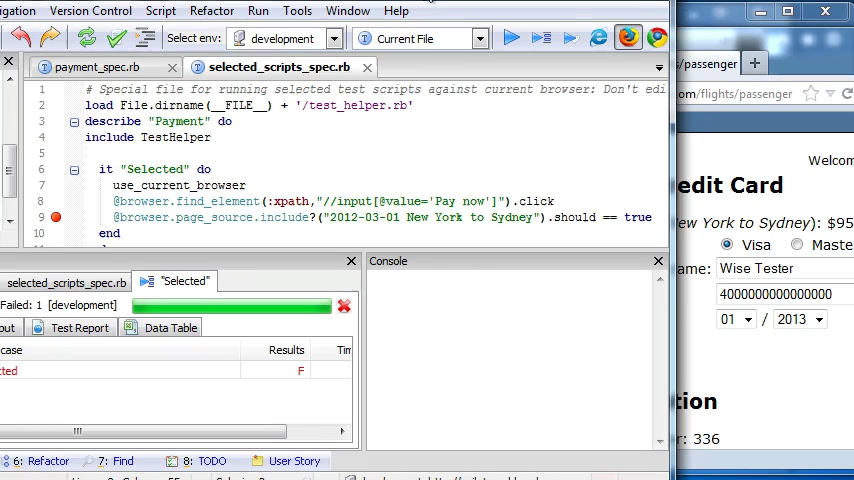 igation Version Control Script Refactor Run Tools Window Help
Select env: development Current File
payment_spec.rb selected_scripts_spec.rb
1 # Special file for running selected test scripts against current browser: Don't edi
2 load File.dirname(__FILE__) + '/test_helper.rb'
3 describe "Payment" do
4 include TestHelper
5
6 it "Selected" do
7 use_current_browser
8 @browser.find_element(:xpath,"//input[@value='Pay now']").click
9 @browser.page_source.include?("2012-03-01 New York to Sydney").should == true
10 end
selected_scripts_spec.rb "Selected"
Failed: 1 [development]
put Test Report Data Table
case Results Tim
cted F
Console
6: Refactor 7: Find 8: TODO User Story
s/passenger
om/flights/passenger
Welcom
edit Card
ew York to Sydney): $95
Visa Maste
ame: Wise Tester
4000000000000000
01 / 2013
tion
r: 336